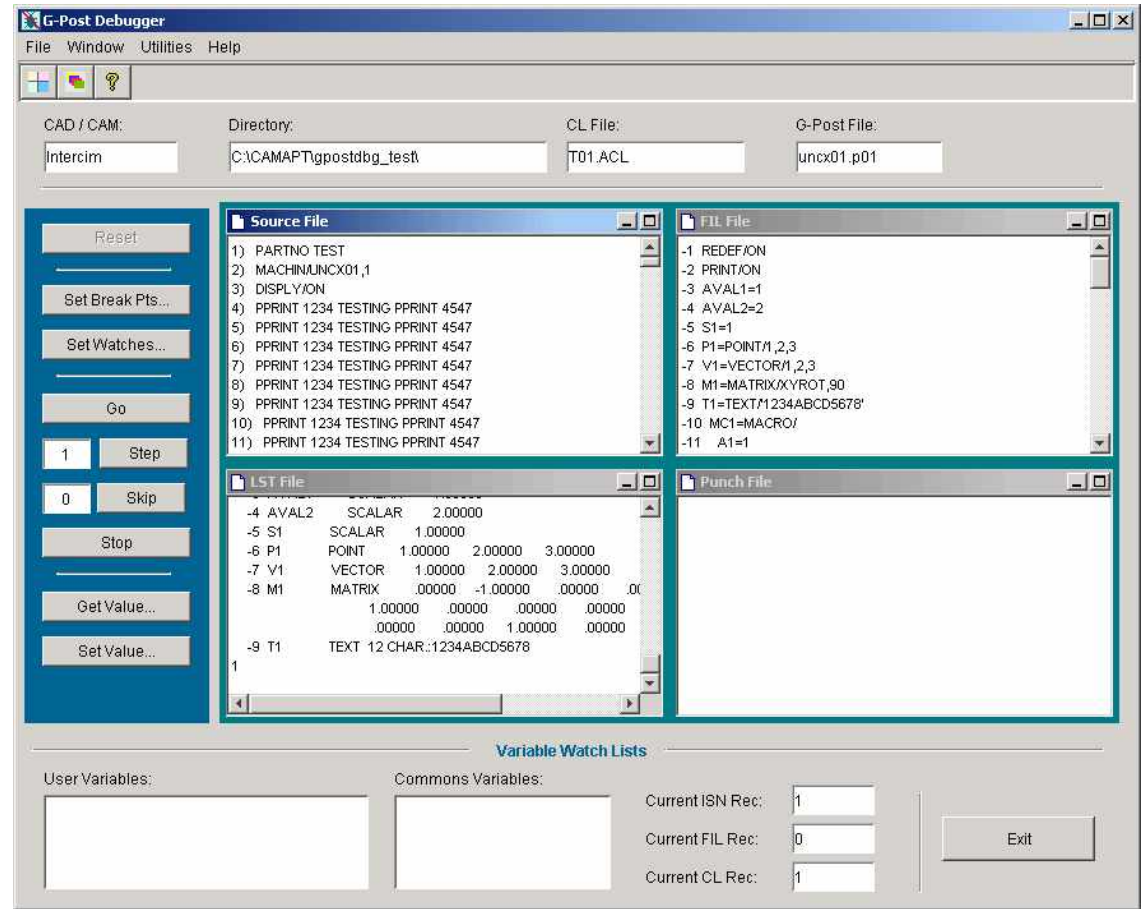 G-Post Debugger
File Window Utilities Help
CAD / CAM: Directory: CL File: G-Post File:
Intercim C:\CAMAPT\gpostdbg_test\ T01.ACL uncx01.p01
Reset
Set Break Pts...
Set Watches...
Go
1 Step
0 Skip
Stop
Get Value...
Set Value...
Source File
1) PARTNO TEST
2) MACHIN/UNCX01,1
3) DISPLY/ON
4) PPRINT 1234 TESTING PPRINT 4547
5) PPRINT 1234 TESTING PPRINT 4547
6) PPRINT 1234 TESTING PPRINT 4547
7) PPRINT 1234 TESTING PPRINT 4547
8) PPRINT 1234 TESTING PPRINT 4547
9) PPRINT 1234 TESTING PPRINT 4547
10) PPRINT 1234 TESTING PPRINT 4547
11) PPRINT 1234 TESTING PPRINT 4547
FIL File
-1 REDEF/ON
-2 PRINT/ON
-3 AVAL1=1
-4 AVAL2=2
-5 S1=1
-6 P1=POINT/1,2,3
-7 V1=VECTOR/1,2,3
-8 M1=MATRIX/XYROT,90
-9 T1=TEXT/'1234ABCD5678'
-10 MC1=MACRO/
-11 A1=1
LST File
-4 AVAL2 SCALAR 2.00000
-5 S1 SCALAR 1.00000
-6 P1 POINT 1.00000 2.00000 3.00000
-7 V1 VECTOR 1.00000 2.00000 3.00000
-8 M1 MATRIX .00000 -1.00000 .00000
1.00000 .00000 .00000 .00000
.00000 .00000 1.00000 .00000
-9 T1 TEXT 12 CHAR.:1234ABCD5678
1
Punch File
Variable Watch Lists
User Variables: Commons Variables:
Current ISN Rec: 1
Current FIL Rec: 0
Current CL Rec: 1
Exit